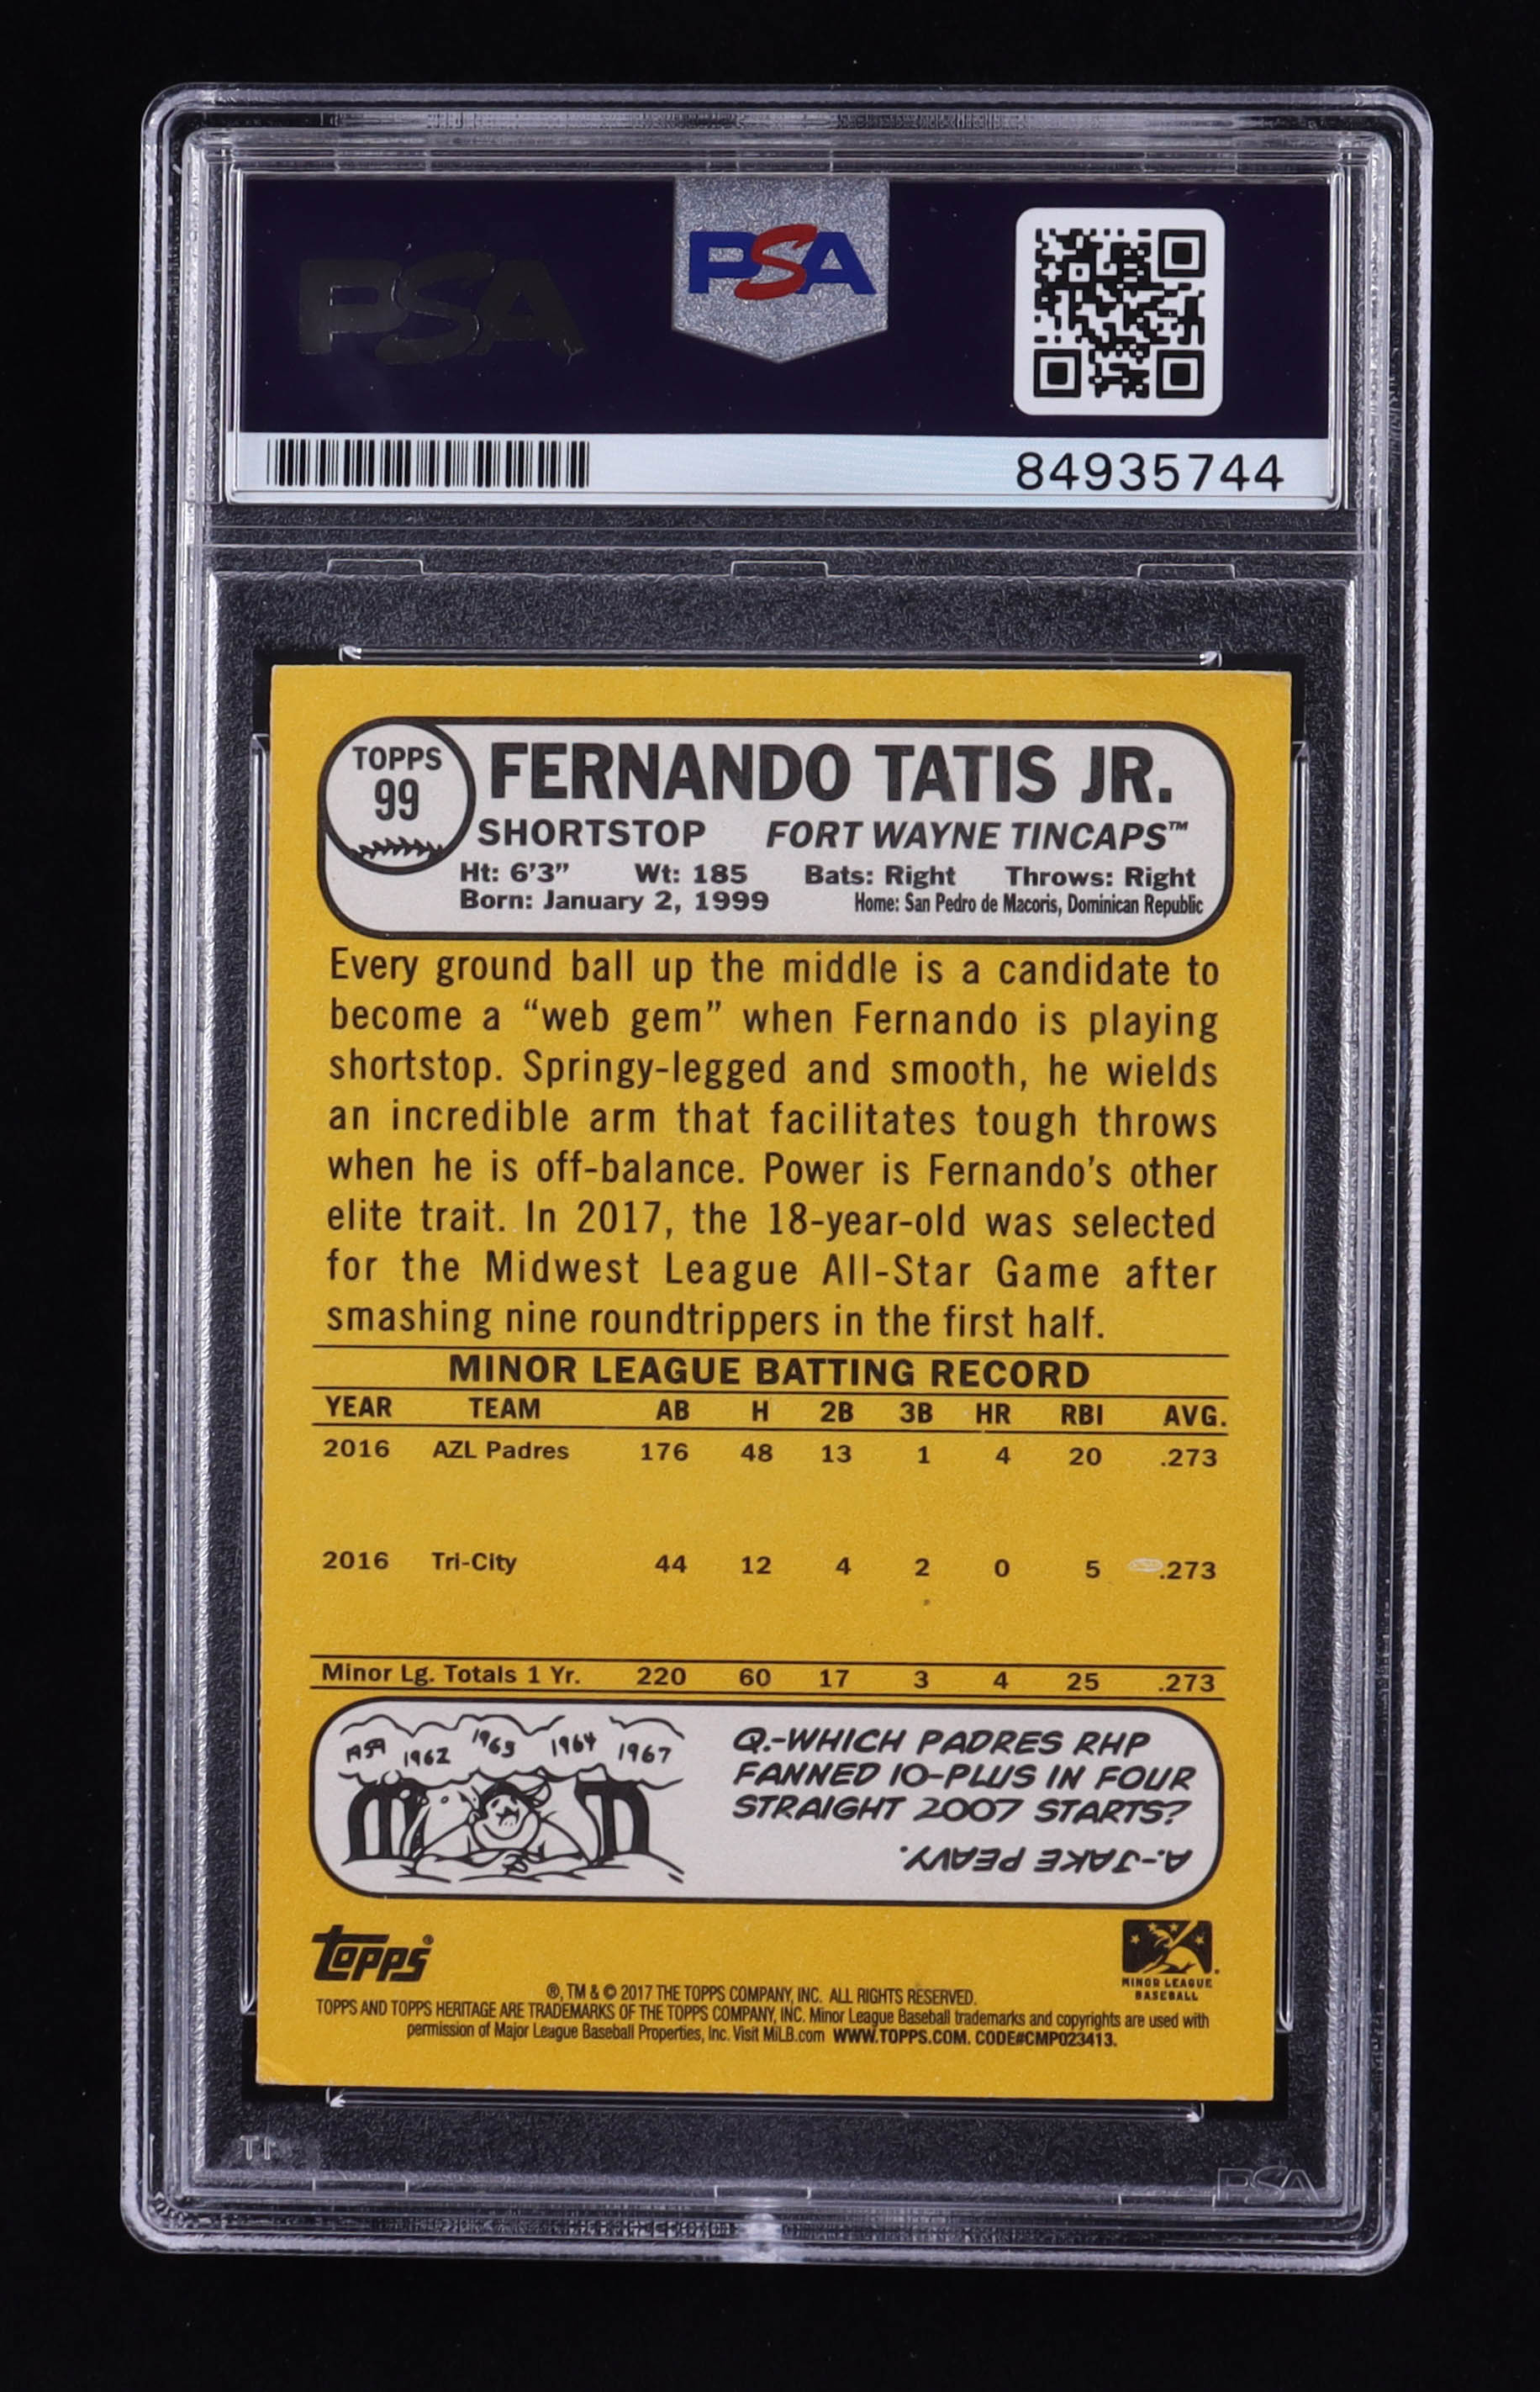 PSA
PSA
84935744
TOPPS
99
FERNANDO TATIS JR.
SHORTSTOP FORT WAYNE TINCAPS™
Ht: 6'3" Wt: 185 Bats: Right Throws: Right
Born: January 2, 1999 Home: San Pedro de Macoris, Dominican Republic
Every ground ball up the middle is a candidate to
become a “web gem” when Fernando is playing
shortstop. Springy-legged and smooth, he wields
an incredible arm that facilitates tough throws
when he is off-balance. Power is Fernando’s other
elite trait. In 2017, the 18-year-old was selected
for the Midwest League All-Star Game after
smashing nine roundtrippers in the first half.
MINOR LEAGUE BATTING RECORD
YEAR TEAM AB H 2B 3B HR RBI AVG.
2016 AZL Padres 176 48 13 1 4 20 .273
2016 Tri-City 44 12 4 2 0 5 .273
Minor Lg. Totals 1 Yr. 220 60 17 3 4 25 .273
1959 1962 1963 1964 1967
Q.-WHICH PADRES RHP
FANNED 10-PLUS IN FOUR
STRAIGHT 2007 STARTS?
A.-JAKE PEAVY.
topps®
MINOR LEAGUE
BASEBALL
®, TM & © 2017 THE TOPPS COMPANY, INC. ALL RIGHTS RESERVED.
TOPPS AND TOPPS HERITAGE ARE TRADEMARKS OF THE TOPPS COMPANY, INC. Minor League Baseball trademarks and copyrights are used with
permission of Major League Baseball Properties, Inc. Visit MiLB.com WWW.TOPPS.COM. CODE#CMP023413.
PSA